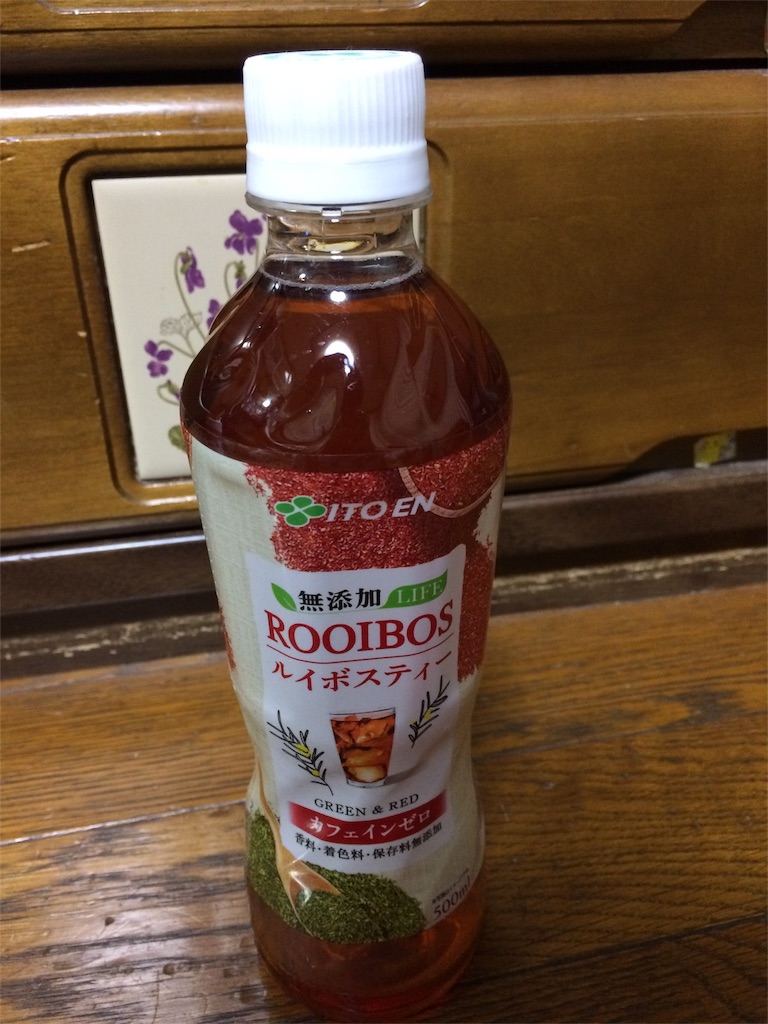 ITO EN
無添加 LIFE
ROOIBOS
ルイボスティー
GREEN & RED
カフェインゼロ
香料・着色料・保存料無添加
500ml